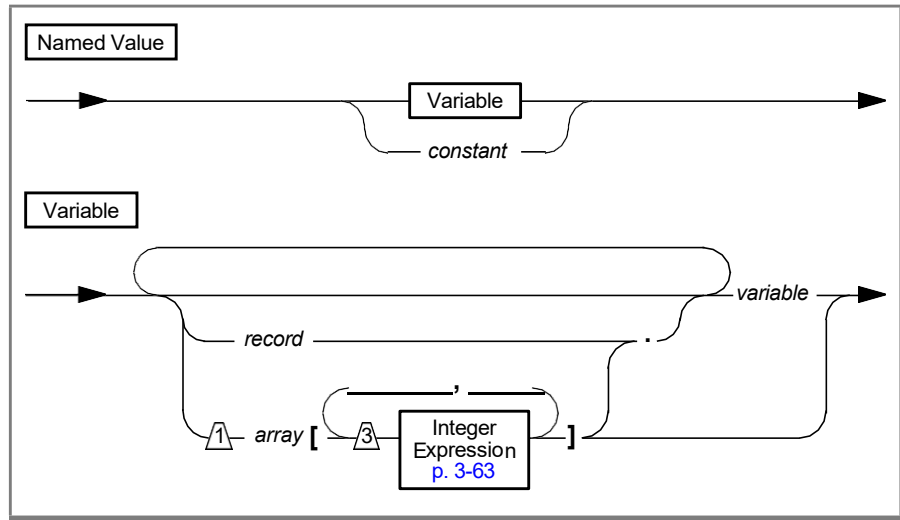 Named Value
Variable
constant
Variable
variable
record .
,
1 array [ 3 Integer Expression p. 3-63 ]